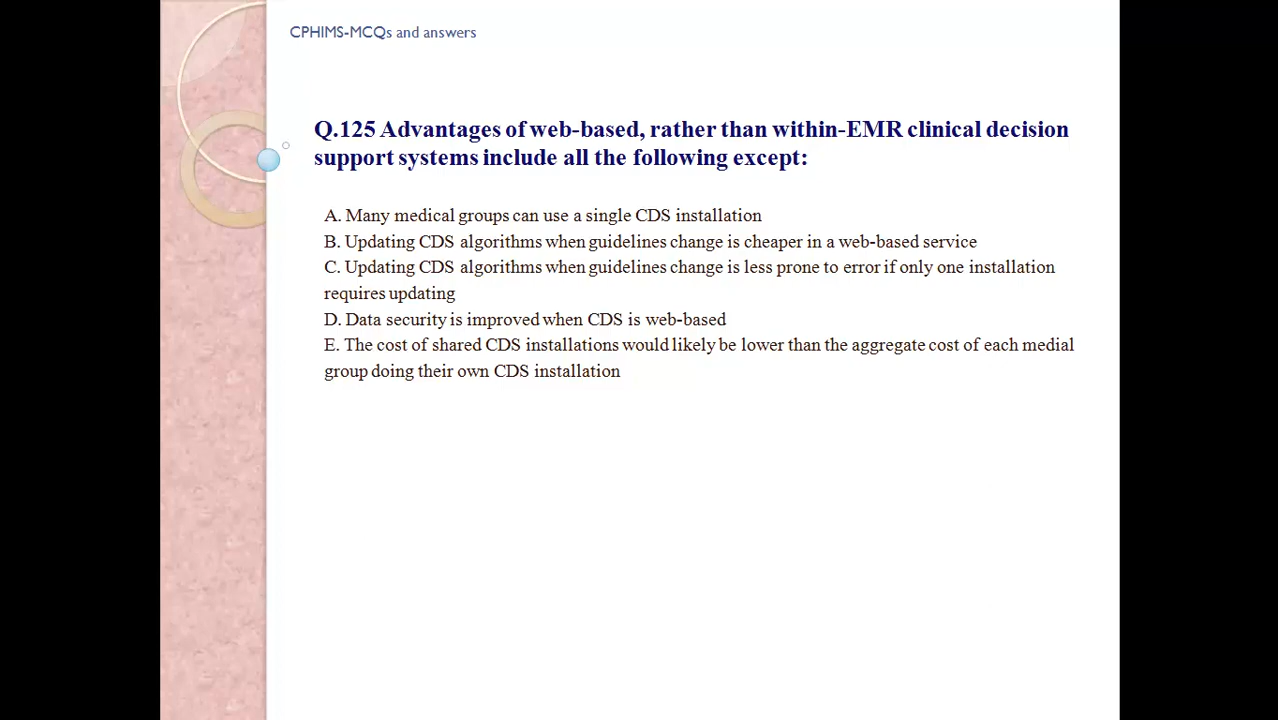 CPHIMS-MCQs and answers
Q.125 Advantages of web-based, rather than within-EMR clinical decision
support systems include all the following except:
A. Many medical groups can use a single CDS installation
B. Updating CDS algorithms when guidelines change is cheaper in a web-based service
C. Updating CDS algorithms when guidelines change is less prone to error if only one installation
requires updating
D. Data security is improved when CDS is web-based
E. The cost of shared CDS installations would likely be lower than the aggregate cost of each medial
group doing their own CDS installation